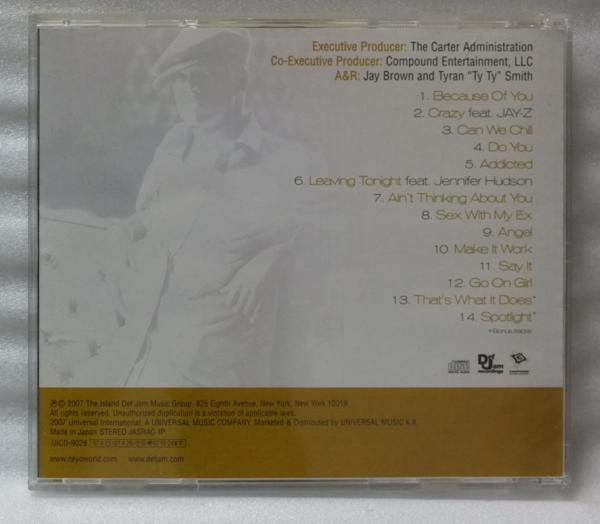 Executive Producer: The Carter Administration
Co-Executive Producer: Compound Entertainment, LLC
A&R: Jay Brown and Tyran "Ty Ty" Smith
1. Because Of You
2. Crazy feat. JAY-Z
3. Can We Chill
4. Do You
5. Addicted
6. Leaving Tonight feat. Jennifer Hudson
7. Ain't Thinking About You
8. Sex With My Ex
9. Angel
10. Make It Work
11. Say It
12. Go On Girl
13. That's What It Does*
14. Spotlight*
*Bonus tracks
Def Jam
recordings
℗© 2007 The Island Def Jam Music Group, 825 Eighth Avenue, New York, New York 10019.
All rights reserved. Unauthorized duplication is a violation of applicable laws.
2007 Universal International. A UNIVERSAL MUSIC COMPANY. Marketed & Distributed by UNIVERSAL MUSIC K.K.
Made in Japan STEREO JASRAC IP
UICD-9028
www.neyoworld.com www.defjam.com